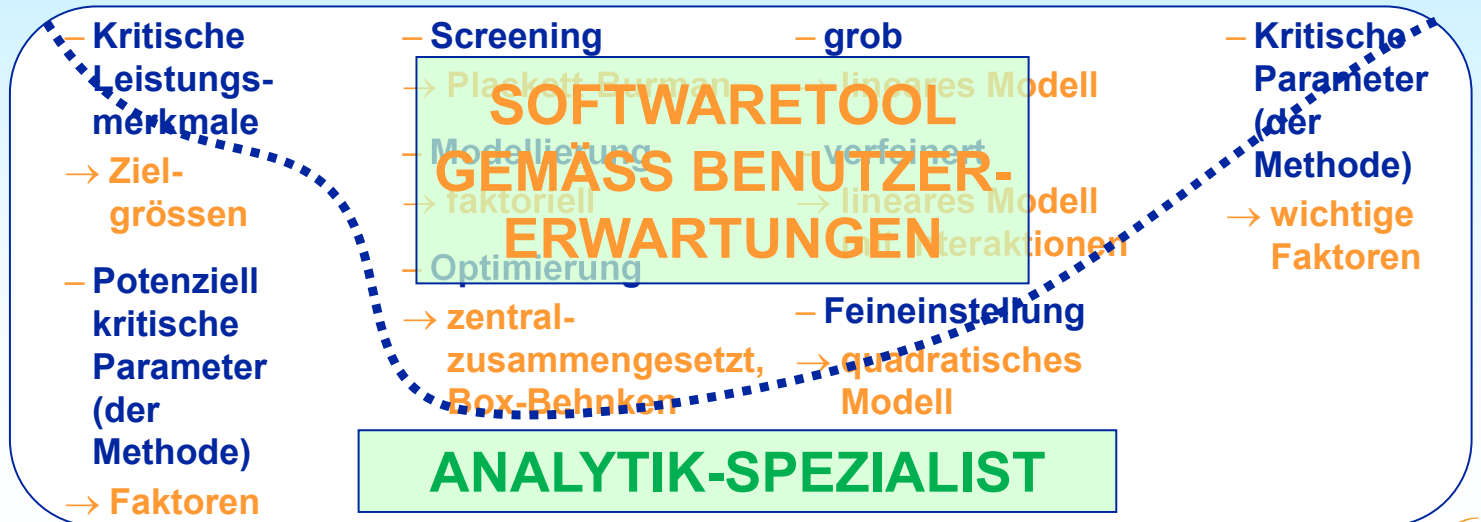 – Kritische
Leistungs-
merkmale
→ Ziel-
grössen
– Potenziell
kritische
Parameter
(der
Methode)
→ Faktoren
– Screening
→ Plackett-Burman
– Modellierung
→ faktoriell
– Optimierung
→ zentral-
zusammengesetzt,
Box-Behnken
– grob
→ lineares Modell
– verfeinert
→ lineares Modell
mit Interaktionen
– Feineinstellung
→ quadratisches
Modell
– Kritische
Parameter
(der
Methode)
→ wichtige
Faktoren
SOFTWARETOOL
GEMÄSS BENUTZER-
ERWARTUNGEN
ANALYTIK-SPEZIALIST